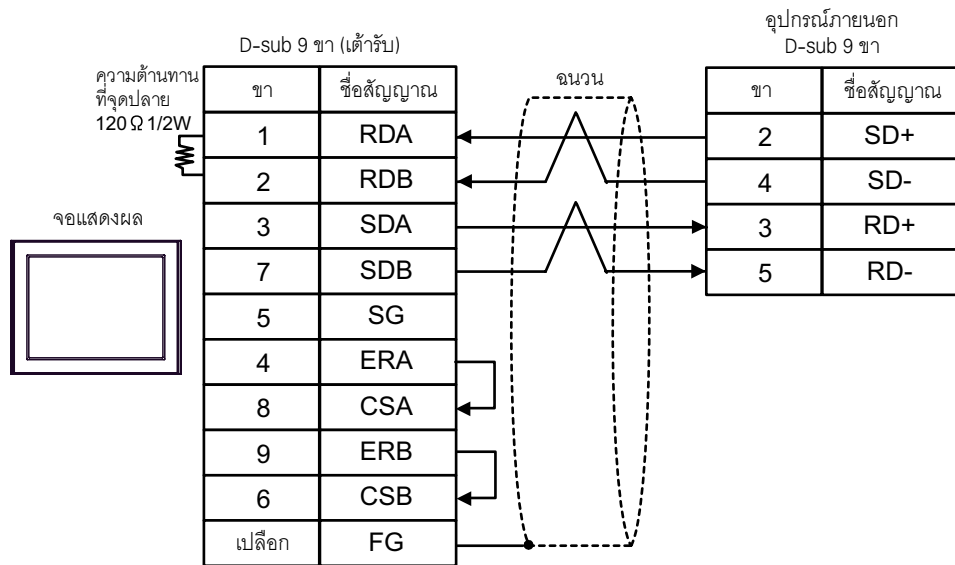 อุปกรณ์ภายนอก
D-sub 9 ขา (เต้ารับ)
D-sub 9 ขา
ความต้านทาน
ที่จุดปลาย
120 Ω 1/2W
ฉนวน
ขา ชื่อสัญญาณ
1 RDA
2 RDB
3 SDA
7 SDB
5 SG
4 ERA
8 CSA
9 ERB
6 CSB
เปลือก FG
จอแสดงผล
ขา ชื่อสัญญาณ
2 SD+
4 SD-
3 RD+
5 RD-